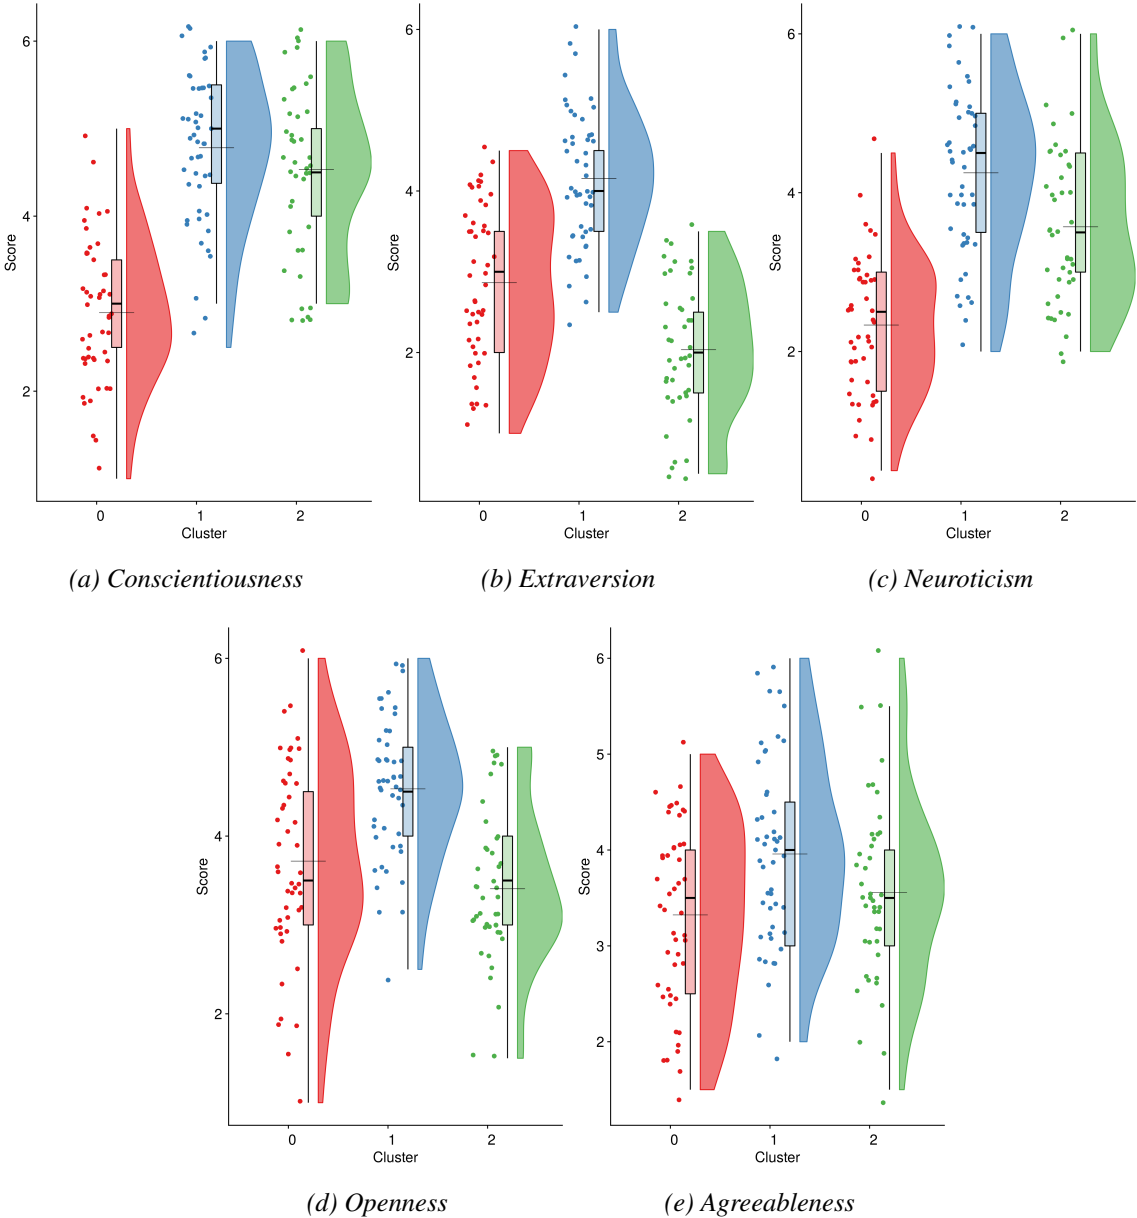 6
4
2
Score
0 1 2
Cluster
(a) Conscientiousness
6
4
2
Score
0 1 2
Cluster
(b) Extraversion
6
4
2
Score
0 1 2
Cluster
(c) Neuroticism
6
4
2
Score
0 1 2
Cluster
(d) Openness
6
5
4
3
2
Score
0 1 2
Cluster
(e) Agreeableness